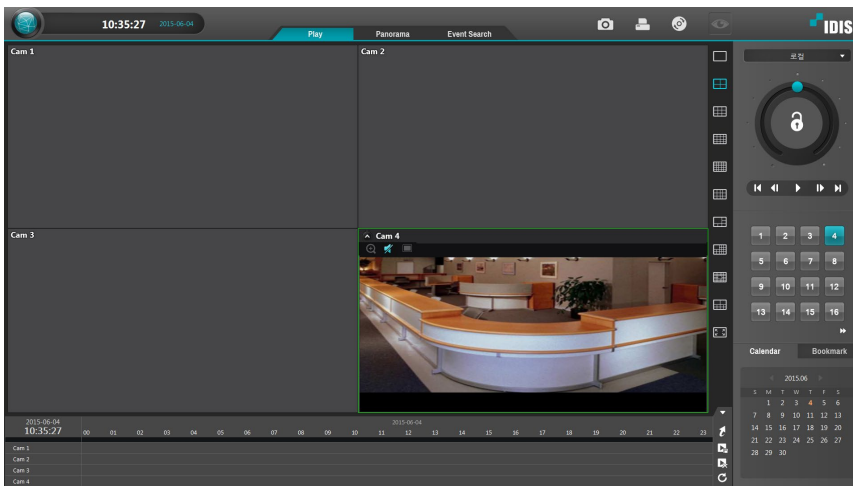 10:35:27 2015-06-04
Play Panorama Event Search
IDIS
Cam 1
Cam 2
Cam 3
Cam 4
로컬
1 2 3 4
5 6 7 8
9 10 11 12
13 14 15 16
Calendar Bookmark
2015.06
S M T W T F S
1 2 3 4 5 6
7 8 9 10 11 12 13
14 15 16 17 18 19 20
21 22 23 24 25 26 27
28 29 30
2015-06-04
10:35:27
2015-06-04
00 01 02 03 04 05 06 07 08 09 10 11 12 13 14 15 16 17 18 19 20 21 22 23
Cam 1
Cam 2
Cam 3
Cam 4